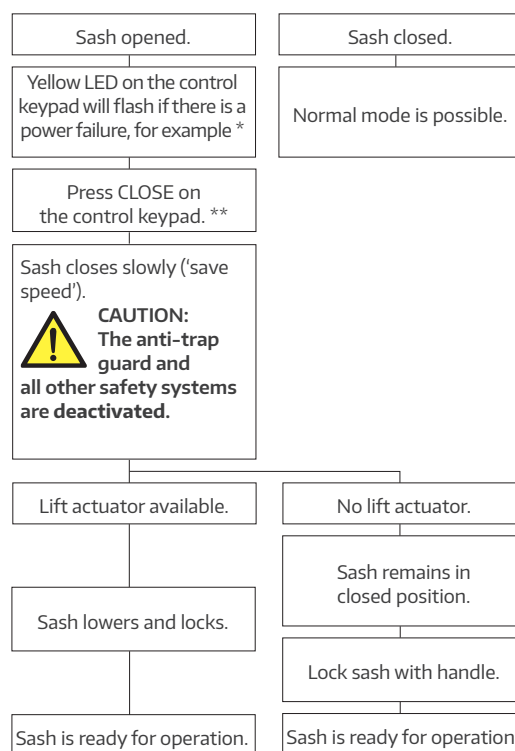 Sash opened.
Sash closed.
Yellow LED on the control
keypad will flash if there is a
power failure, for example *
Normal mode is possible.
Press CLOSE on
the control keypad. **
Sash closes slowly (‘save
speed’).
CAUTION:
The anti-trap
guard and
all other safety systems
are deactivated.
Lift actuator available.
No lift actuator.
Sash remains in
closed position.
Sash lowers and locks.
Lock sash with handle.
Sash is ready for operation.
Sash is ready for operation